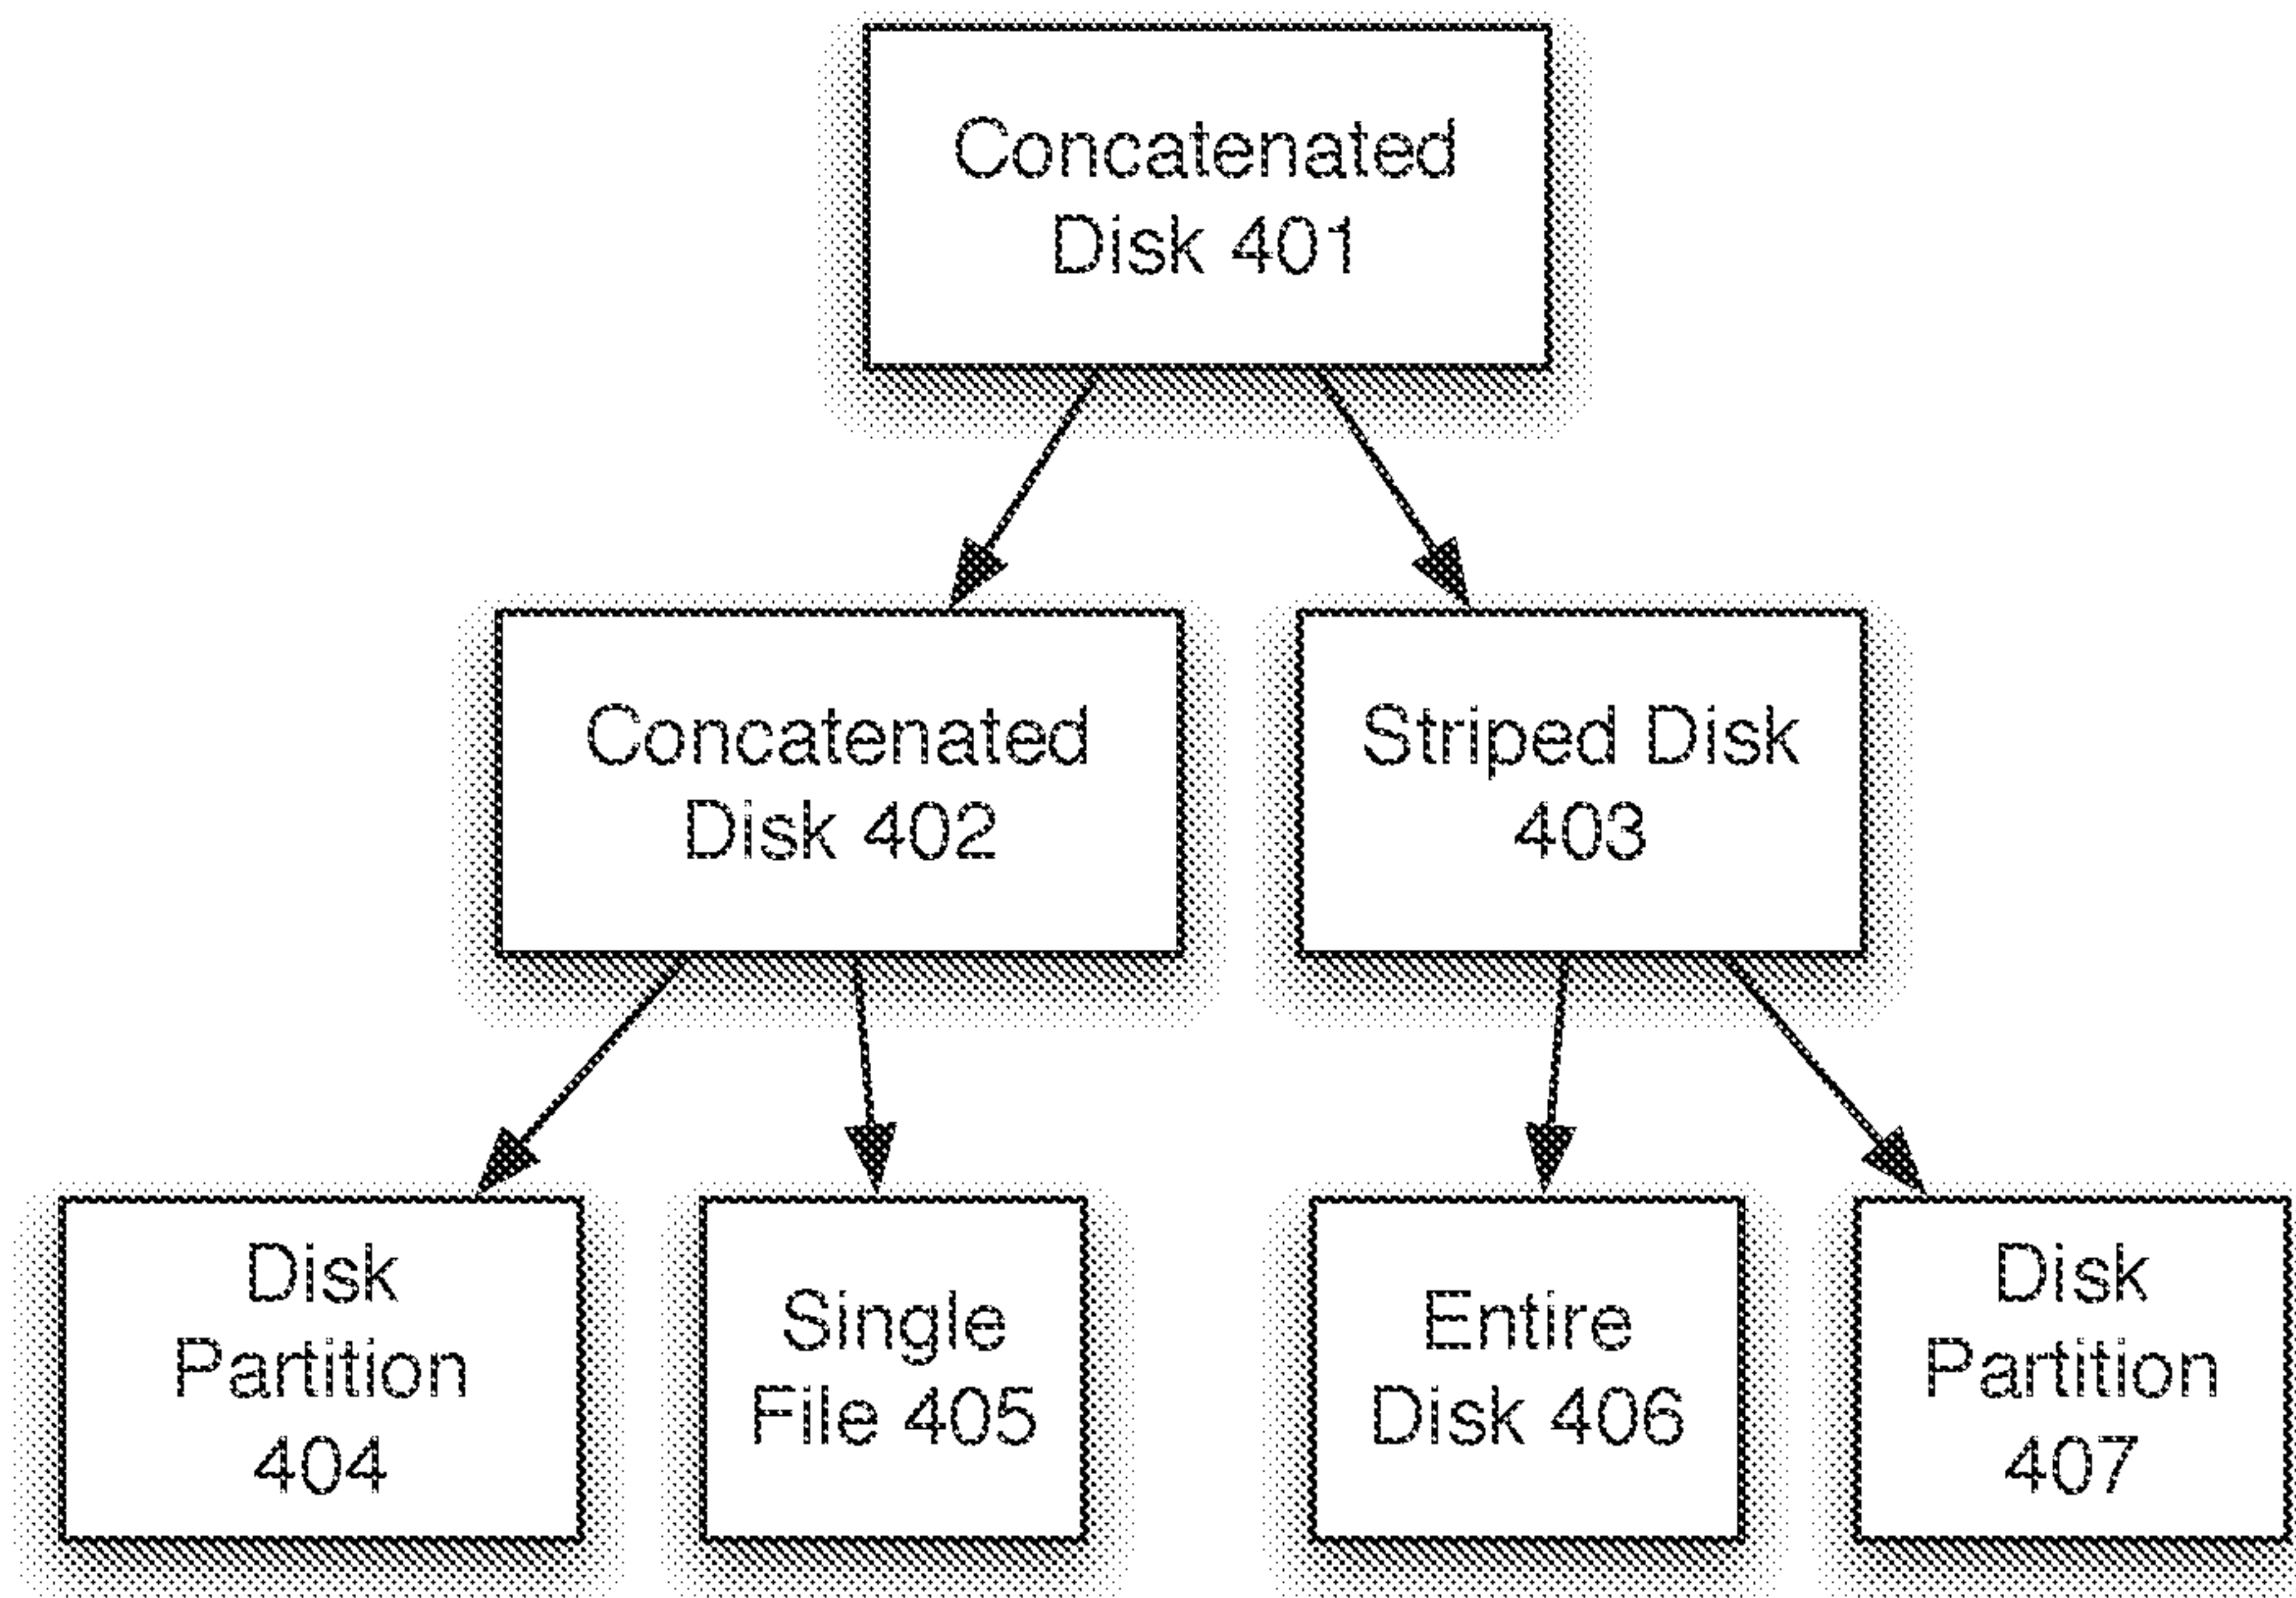 Concatenated
Disk 401
Concatenated
Disk 402
Striped Disk
403
Disk
Partition
404
Single
File 405
Entire
Disk 406
Disk
Partition
407